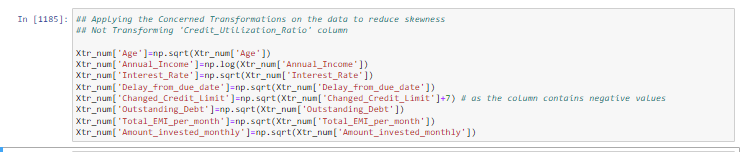 In [1185]: ## Applying the Concerned Transformations on the data to reduce skewness
## Not Transforming 'Credit_Utilization_Ratio' column
Xtr_num['Age']=np.sqrt(Xtr_num['Age'])
Xtr_num['Annual_Income']=np.log(Xtr_num['Annual_Income'])
Xtr_num['Interest_Rate']=np.sqrt(Xtr_num['Interest_Rate'])
Xtr_num['Delay_from_due_date']=np.sqrt(Xtr_num['Delay_from_due_date'])
Xtr_num['Changed_Credit_Limit']=np.sqrt(Xtr_num['Changed_Credit_Limit']+7) # as the column contains negative values
Xtr_num['Outstanding_Debt']=np.sqrt(Xtr_num['Outstanding_Debt'])
Xtr_num['Total_EMI_per_month']=np.sqrt(Xtr_num['Total_EMI_per_month'])
Xtr_num['Amount_invested_monthly']=np.sqrt(Xtr_num['Amount_invested_monthly'])